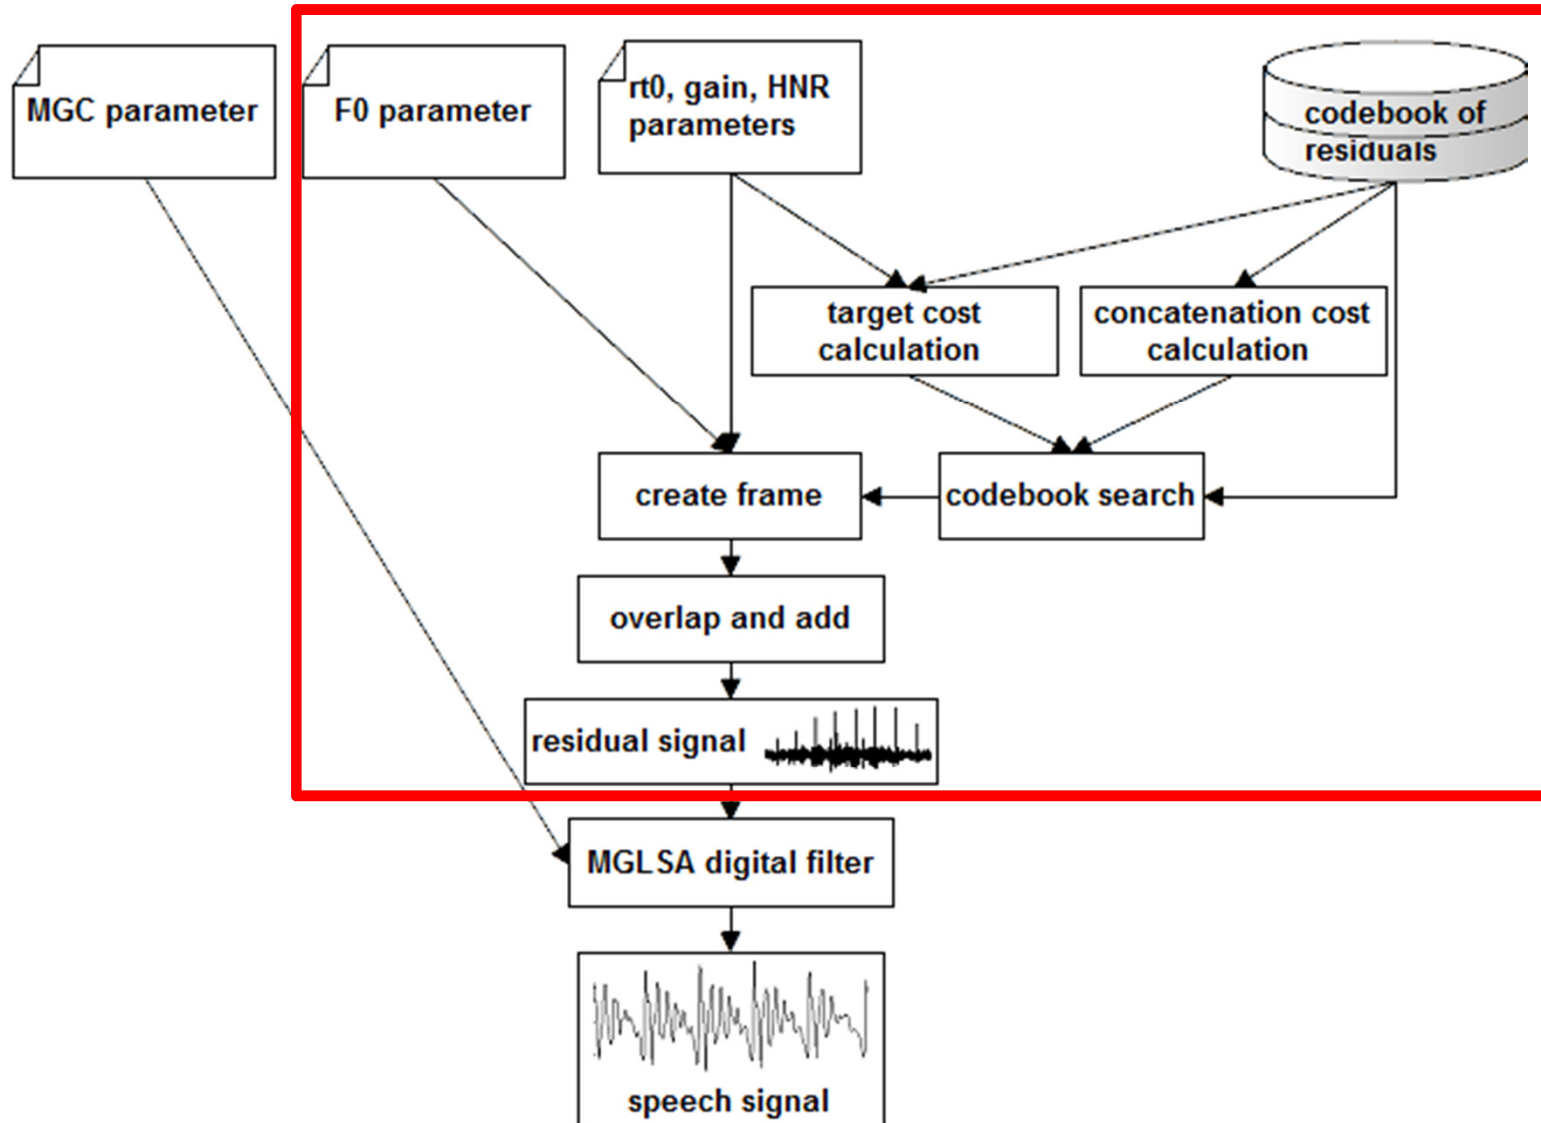 MGC parameter
F0 parameter
rt0, gain, HNR
parameters
codebook of
residuals
target cost
calculation
concatenation cost
calculation
create frame
codebook search
overlap and add
residual signal
MGLSA digital filter
speech signal